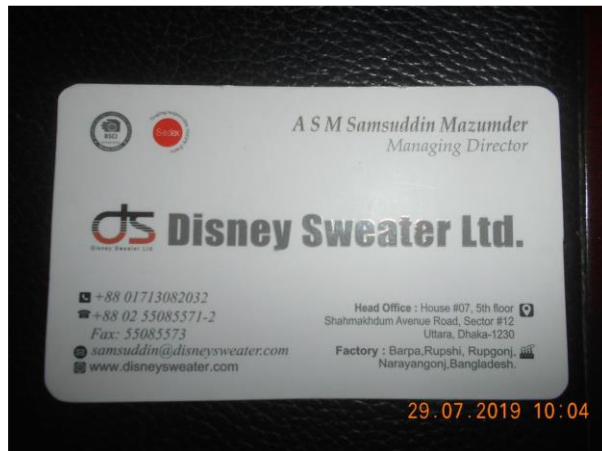 BSCI
Sedex
A S M Samsuddin Mazumder
Managing Director
ds
Disney Sweater Ltd
Disney Sweater Ltd.
+88 01713082032
+88 02 55085571-2
Fax: 55085573
samsuddin@disneysweater.com
www.disneysweater.com
Head Office : House #07, 5th floor
Shahmakhdum Avenue Road, Sector #12
Uttara, Dhaka-1230
Factory : Barpa,Rupshi, Rupgonj,
Narayangonj,Bangladesh.
29.07.2019 10:04